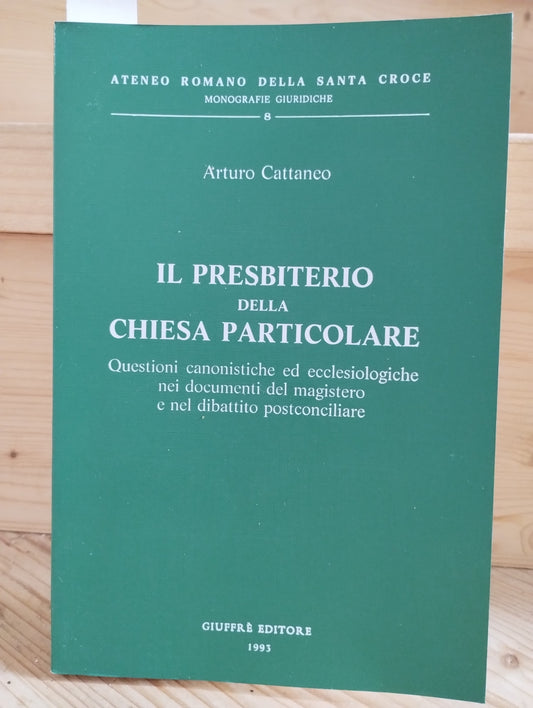 ATENEO ROMANO DELLA SANTA CROCE
MONOGRAFIE GIURIDICHE
8
Arturo Cattaneo
IL PRESBITERIO
DELLA
CHIESA PARTICOLARE
Questioni canonistiche ed ecclesiologiche
nei documenti del magistero
e nel dibattito postconciliare
GIUFFRÈ EDITORE
1993